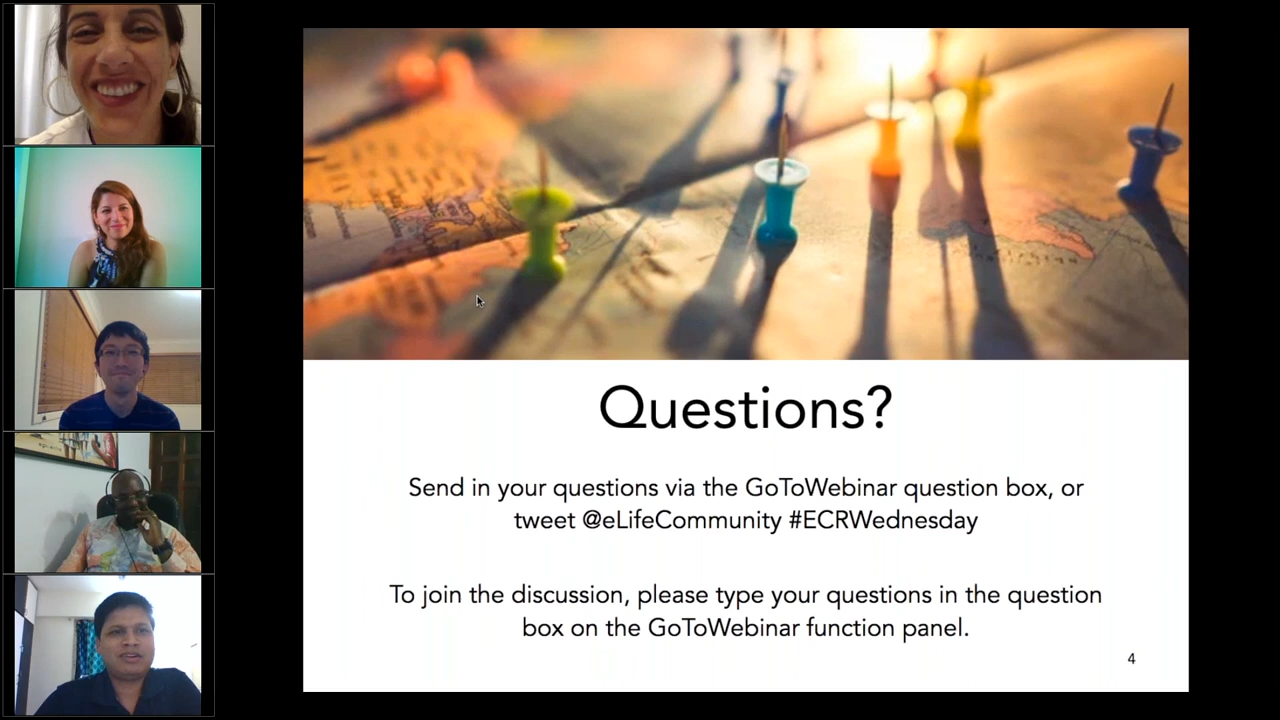 Questions?
Send in your questions via the GoToWebinar question box, or
tweet @eLifeCommunity #ECRWednesday
To join the discussion, please type your questions in the question
box on the GoToWebinar function panel.
4